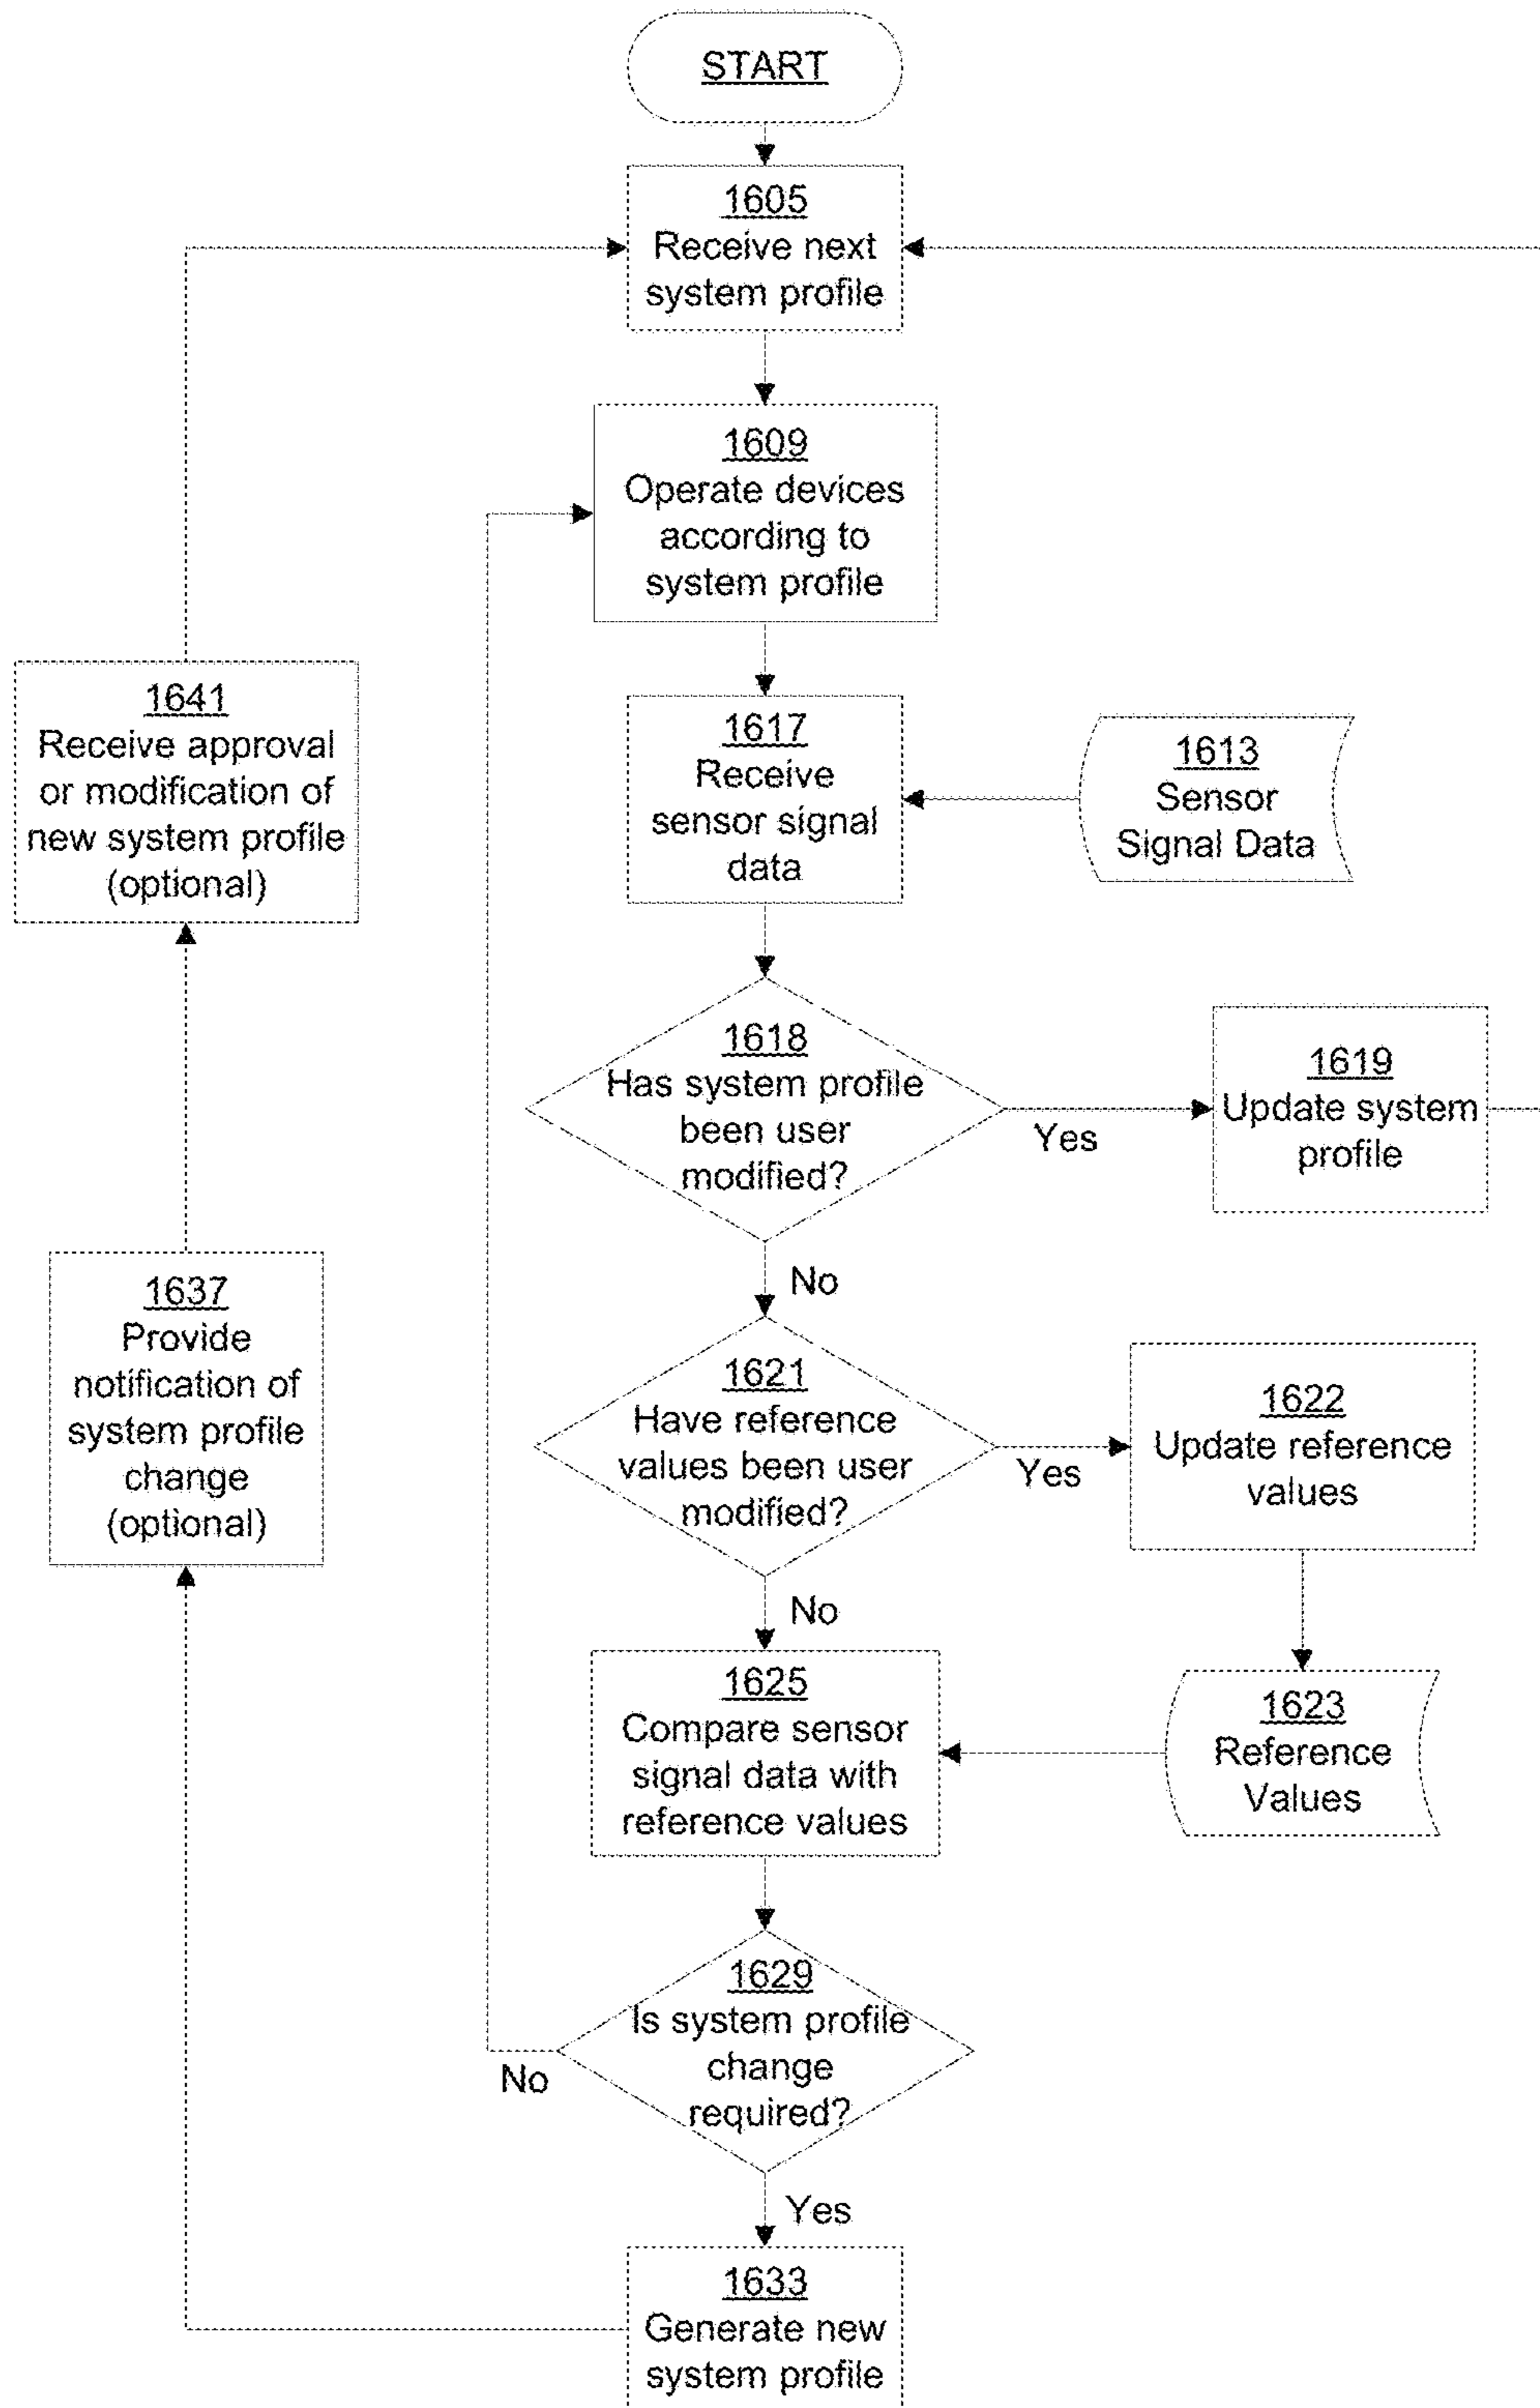 START
1605
Receive next
system profile
1609
Operate devices
according to
system profile
1641
Receive approval
or modification of
new system profile
(optional)
1617
Receive
sensor signal
data
1613
Sensor
Signal Data
1618
Has system profile
been user
modified?
Yes
1619
Update system
profile
No
1637
Provide
notification of
system profile
change
(optional)
1621
Have reference
values been user
modified?
Yes
1622
Update reference
values
No
1625
Compare sensor
signal data with
reference values
1623
Reference
Values
1629
Is system profile
change
required?
No
Yes
1633
Generate new
system profile